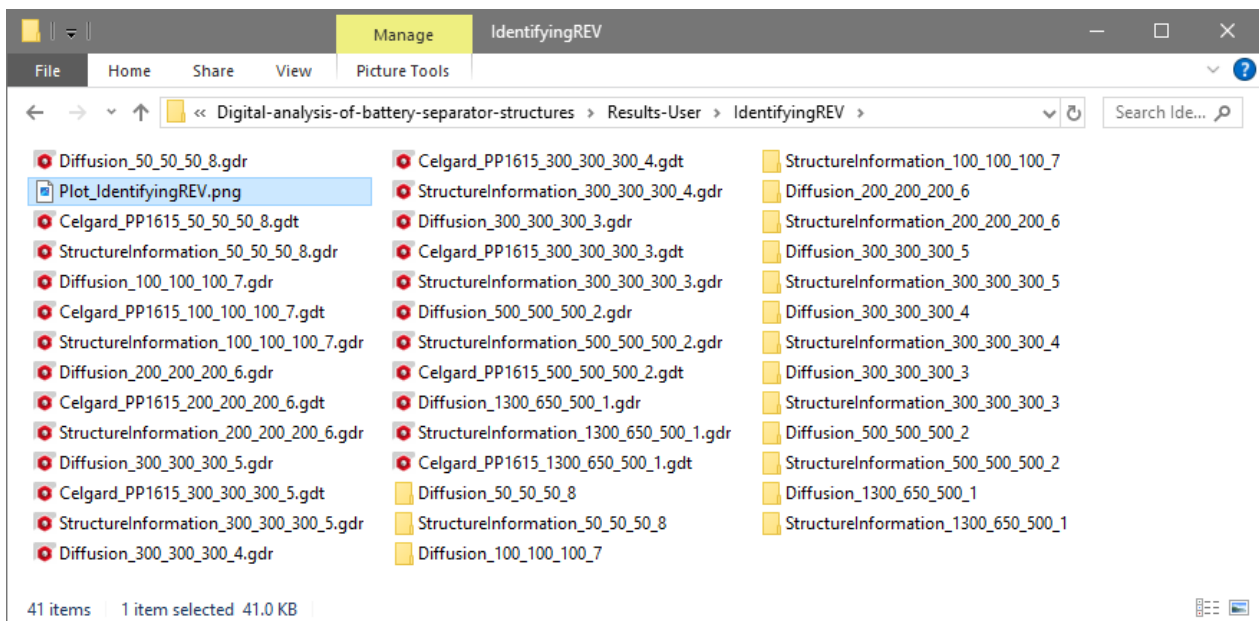 Manage IdentifyingREV
File Home Share View Picture Tools
?
« Digital-analysis-of-battery-separator-structures > Results-User > IdentifyingREV > Search Ide...
Diffusion_50_50_50_8.gdr
Plot_IdentifyingREV.png
Celgard_PP1615_50_50_50_8.gdt
StructureInformation_50_50_50_8.gdr
Diffusion_100_100_100_7.gdr
Celgard_PP1615_100_100_100_7.gdt
StructureInformation_100_100_100_7.gdr
Diffusion_200_200_200_6.gdr
Celgard_PP1615_200_200_200_6.gdt
StructureInformation_200_200_200_6.gdr
Diffusion_300_300_300_5.gdr
Celgard_PP1615_300_300_300_5.gdt
StructureInformation_300_300_300_5.gdr
Diffusion_300_300_300_4.gdr
Celgard_PP1615_300_300_300_4.gdt
StructureInformation_300_300_300_4.gdr
Diffusion_300_300_300_3.gdr
Celgard_PP1615_300_300_300_3.gdt
StructureInformation_300_300_300_3.gdr
Diffusion_500_500_500_2.gdr
StructureInformation_500_500_500_2.gdr
Celgard_PP1615_500_500_500_2.gdt
Diffusion_1300_650_500_1.gdr
StructureInformation_1300_650_500_1.gdr
Celgard_PP1615_1300_650_500_1.gdt
Diffusion_50_50_50_8
StructureInformation_50_50_50_8
Diffusion_100_100_100_7
StructureInformation_100_100_100_7
Diffusion_200_200_200_6
StructureInformation_200_200_200_6
Diffusion_300_300_300_5
StructureInformation_300_300_300_5
Diffusion_300_300_300_4
StructureInformation_300_300_300_4
Diffusion_300_300_300_3
StructureInformation_300_300_300_3
Diffusion_500_500_500_2
StructureInformation_500_500_500_2
Diffusion_1300_650_500_1
StructureInformation_1300_650_500_1
41 items 1 item selected 41.0 KB